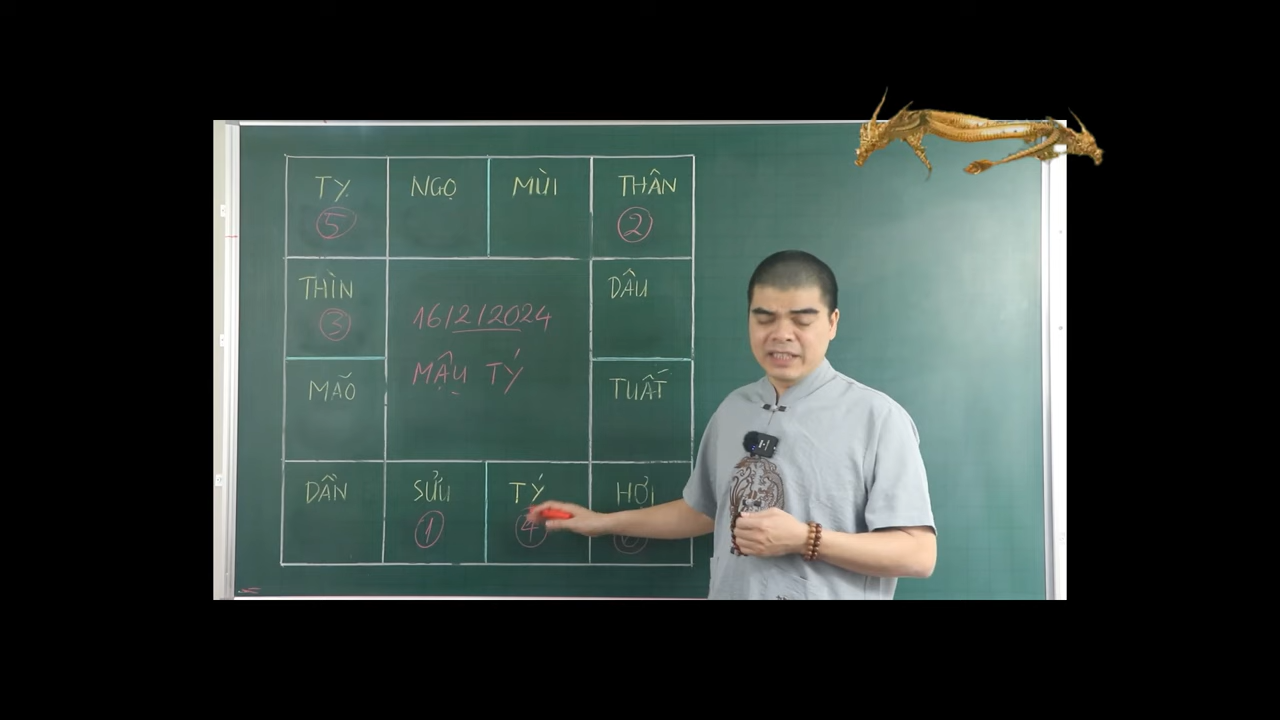 TỴ
5
NGỌ
MÙI
THÂN
2
THÌN
3
16/2/2024
MẬU TÝ
DẬU
MÃO
TUẤT
DẦN
SỬU
1
TÝ
4
HỢI